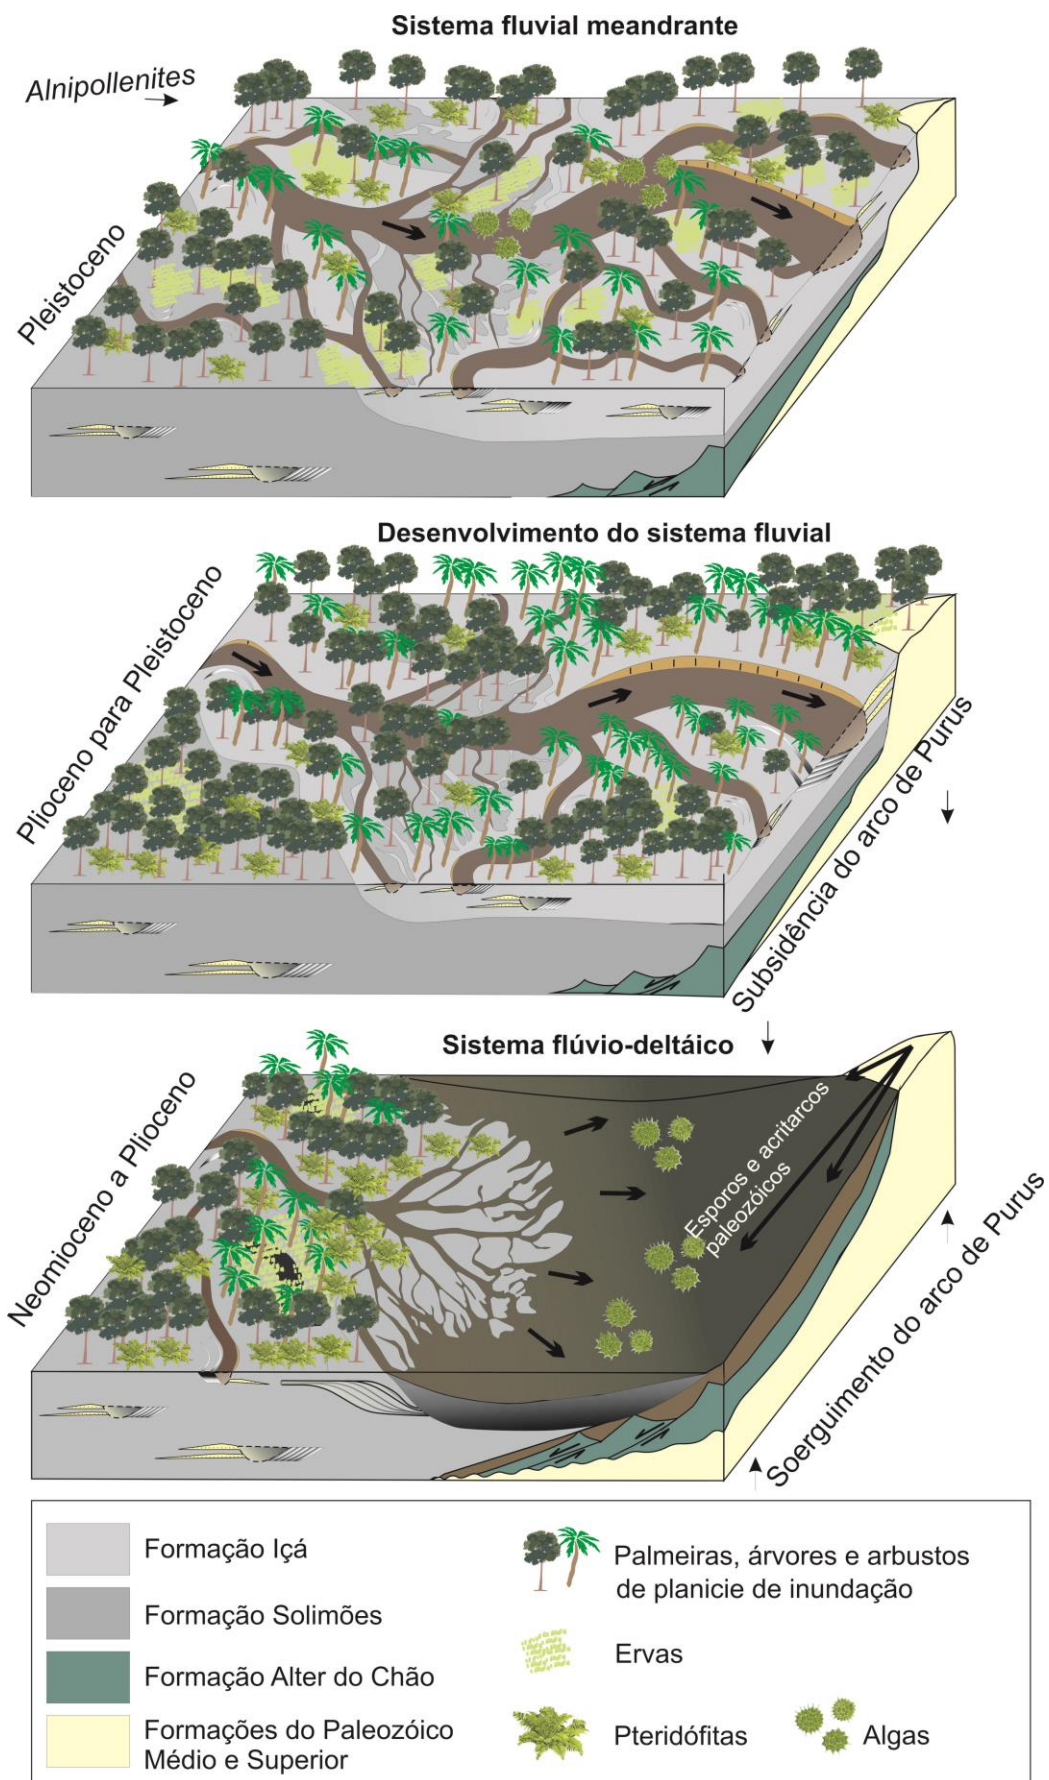 Sistema fluvial meandrante
Alnipollenites
Pleistoceno
Desenvolvimento do sistema fluvial
Plioceno para Pleistoceno
Subsidência do arco de Purus
Sistema flúvio-deltáico
Neomioceno a Plioceno
Esporos e acritarcos
paleozóicos
Soerguimento do arco de Purus
Formação Içá
Formação Solimões
Formação Alter do Chão
Formações do Paleozóico
Médio e Superior
Palmeiras, árvores e arbustos
de planicie de inundação
Ervas
Pteridófitas
Algas